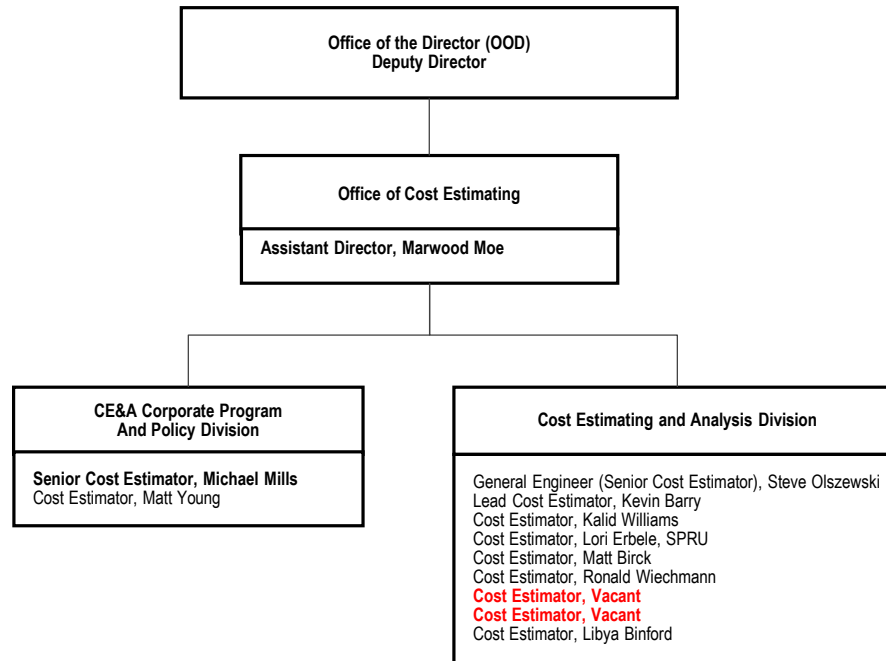 Office of the Director (OOD)
Deputy Director
Office of Cost Estimating
Assistant Director, Marwood Moe
CE&A Corporate Program
And Policy Division
Senior Cost Estimator, Michael Mills
Cost Estimator, Matt Young
Cost Estimating and Analysis Division
General Engineer (Senior Cost Estimator), Steve Olszewski
Lead Cost Estimator, Kevin Barry
Cost Estimator, Kalid Williams
Cost Estimator, Lori Erbele, SPRU
Cost Estimator, Matt Birck
Cost Estimator, Ronald Wiechmann
Cost Estimator, Vacant
Cost Estimator, Vacant
Cost Estimator, Libya Binford